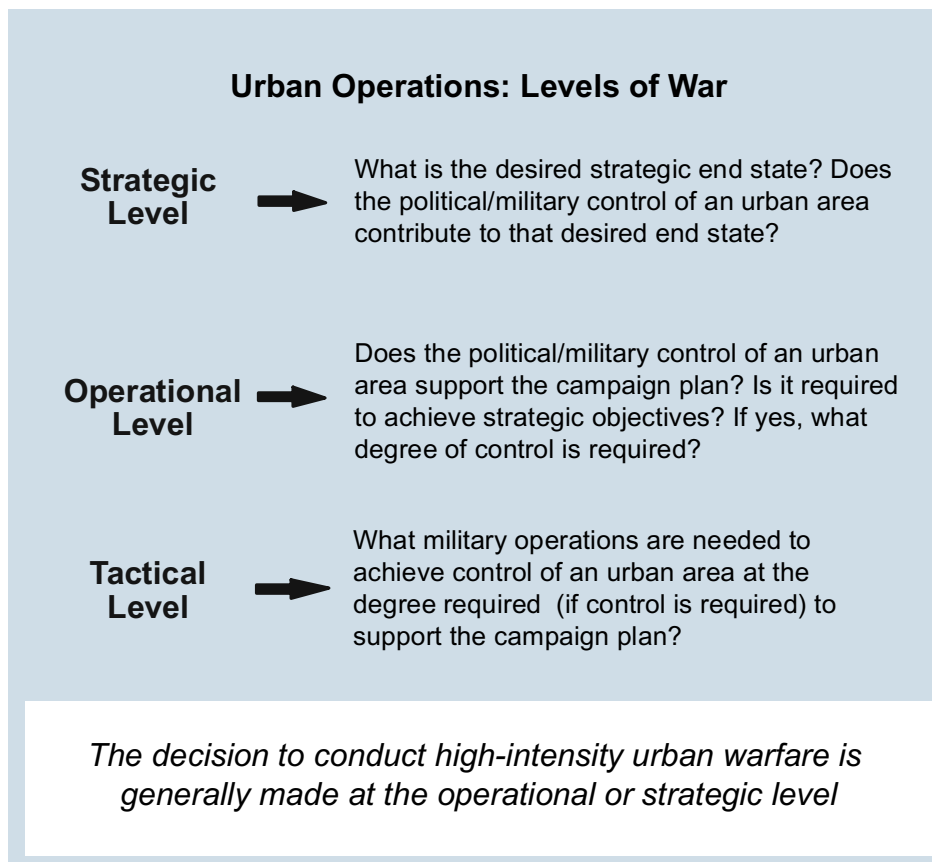 Urban Operations: Levels of War
Strategic
Level
What is the desired strategic end state? Does
the political/military control of an urban area
contribute to that desired end state?
Operational
Level
Does the political/military control of an urban
area support the campaign plan? Is it required
to achieve strategic objectives? If yes, what
degree of control is required?
Tactical
Level
What military operations are needed to
achieve control of an urban area at the
degree required (if control is required) to
support the campaign plan?
The decision to conduct high-intensity urban warfare is
generally made at the operational or strategic level